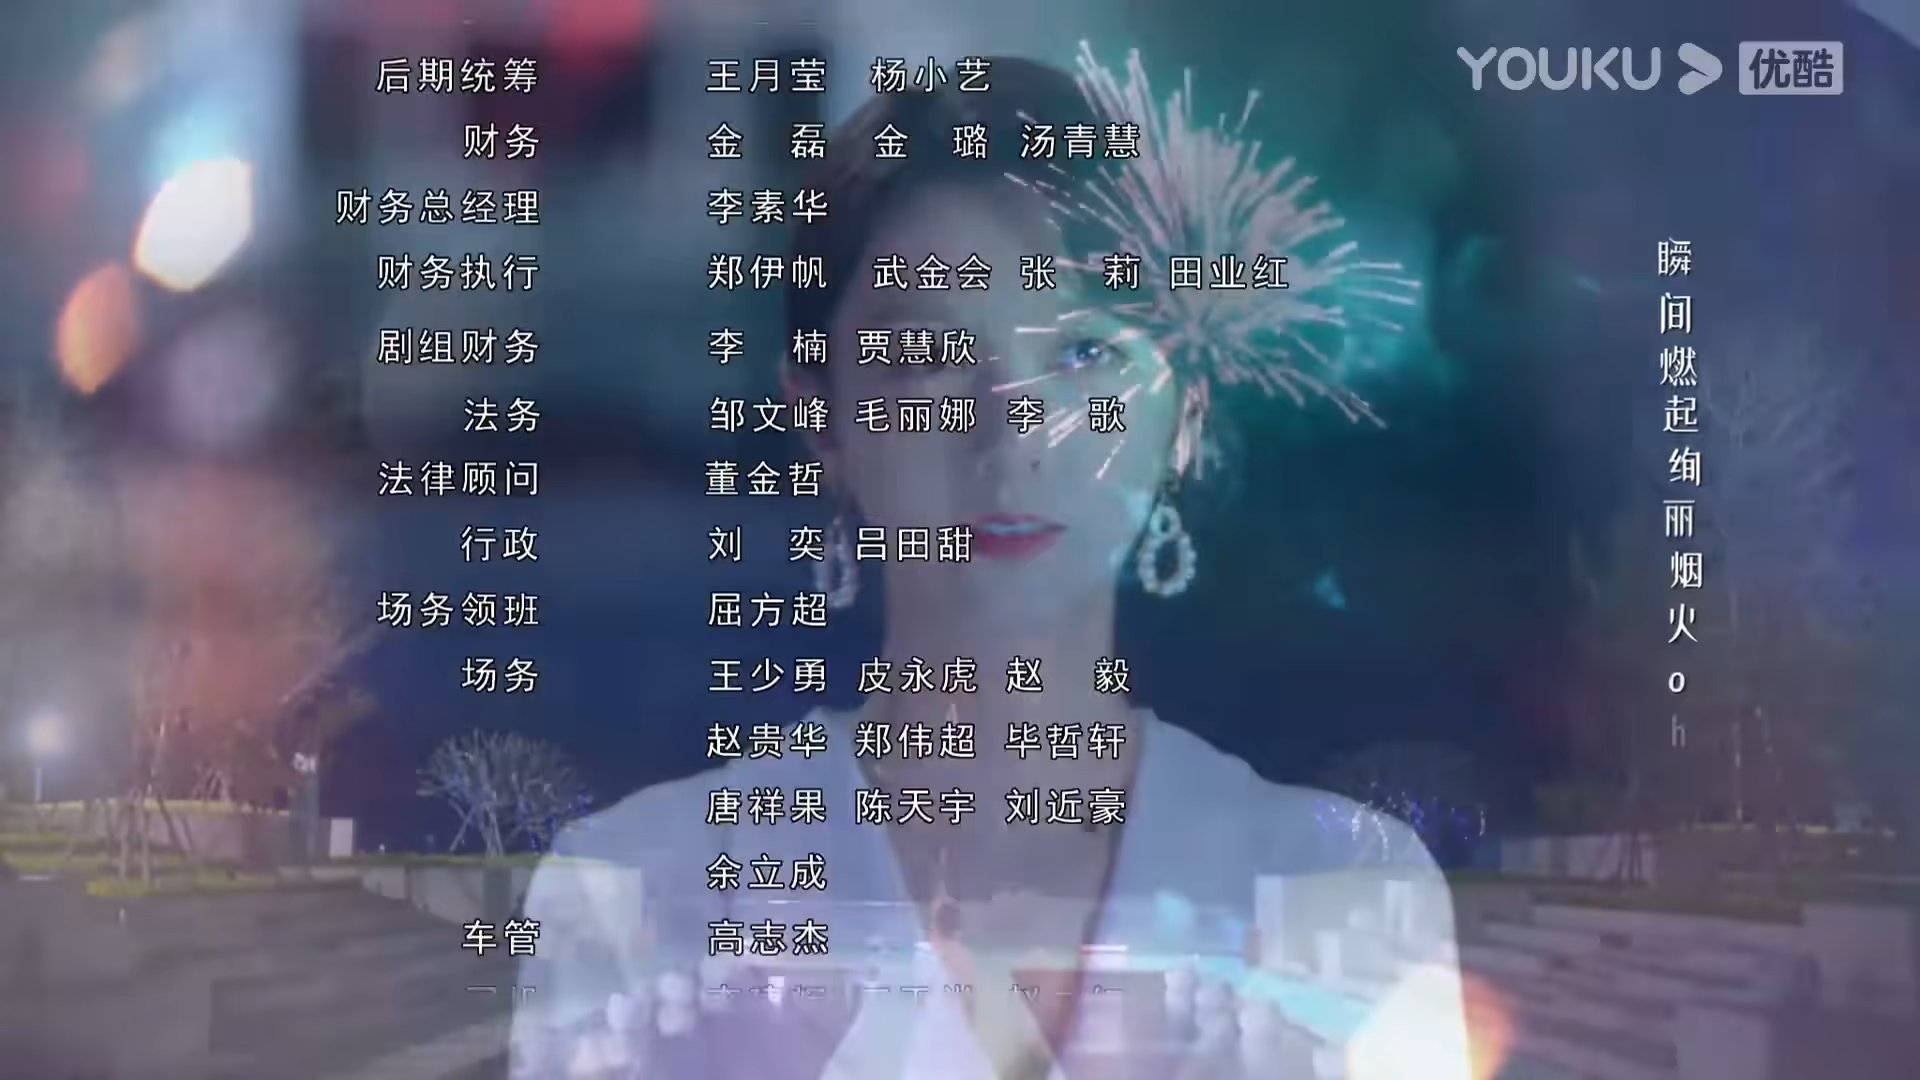 YOUKU 优酷
后期统筹 王月莹 杨小艺
财务 金磊 金璐 汤青慧
财务总经理 李素华
财务执行 郑伊帆 武金会 张莉 田业红
剧组财务 李楠 贾慧欣
法务 邹文峰 毛丽娜 李歌
法律顾问 董金哲
行政 刘奕 吕田甜
场务领班 屈方超
场务 王少勇 皮永虎 赵毅
赵贵华 郑伟超 毕哲轩
唐祥果 陈天宇 刘近豪
余立成
车管 高志杰
瞬间燃起绚丽烟火oh